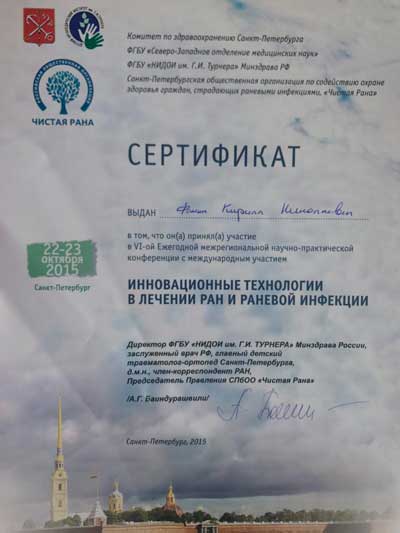 Комитет по здравоохранению Санкт-Петербурга
ФГБУ «Северо-Западное отделение медицинских наук»
ФГБУ «НИДОИ им. Г.И. Турнера» Минздрава РФ
Санкт-Петербургская общественная организация по содействию охране
здоровья граждан, страдающих раневыми инфекциями, «Чистая Рана»
ЧИСТАЯ РАНА
СЕРТИФИКАТ
ВЫДАН Кирилл Николаевич
в том, что он(а) принял(а) участие
в VI-ой Ежегодной межрегиональной научно-практической
конференции с международным участием
22-23
ОКТЯБРЯ
2015
Санкт-Петербург
ИННОВАЦИОННЫЕ ТЕХНОЛОГИИ
В ЛЕЧЕНИИ РАН И РАНЕВОЙ ИНФЕКЦИИ
Директор ФГБУ «НИДОИ им. Г.И. ТУРНЕРА» Минздрава России,
заслуженный врач РФ, главный детский
травматолог-ортопед Санкт-Петербурга,
д.м.н., член-корреспондент РАН,
Председатель Правления СПбОО «Чистая Рана»
/А.Г. Баиндурашвили/
Санкт-Петербург, 2015